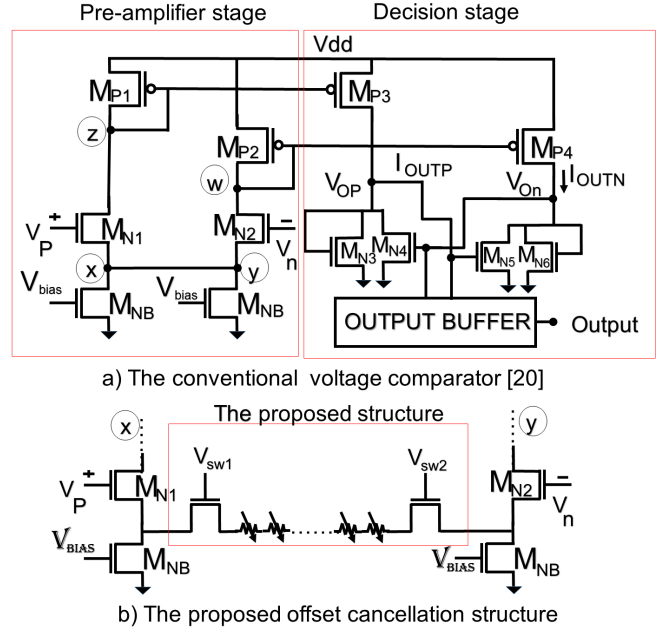 Pre-amplifier stage
Decision stage
Vdd
MP1
MP3
z
MP2
MP4
w
IOUTP
IOUTN
VOP
VOn
VP
+
MN1
MN2
−
Vn
MN3
MN4
MN5
MN6
x
y
Vbias
MNB
Vbias
MNB
OUTPUT BUFFER
Output
a) The conventional voltage comparator [20]
The proposed structure
x
y
Vsw1
Vsw2
VP
+
MN1
MN2
−
Vn
VBIAS
MNB
VBIAS
MNB
b) The proposed offset cancellation structure